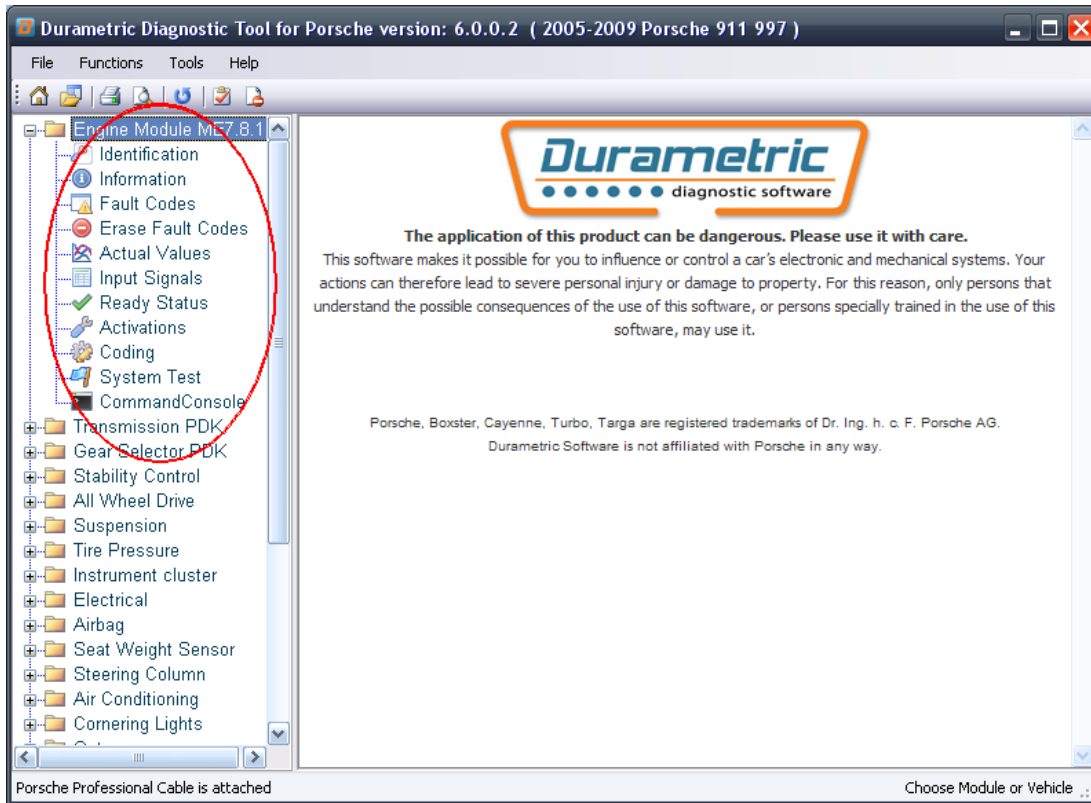 Durametric Diagnostic Tool for Porsche version: 6.0.0.2 ( 2005-2009 Porsche 911 997 )
File Functions Tools Help
Engine Module ME7.8.1
Identification
Information
Fault Codes
Erase Fault Codes
Actual Values
Input Signals
Ready Status
Activations
Coding
System Test
CommandConsole
Transmission PDK
Gear Selector PDK
Stability Control
All Wheel Drive
Suspension
Tire Pressure
Instrument cluster
Electrical
Airbag
Seat Weight Sensor
Steering Column
Air Conditioning
Cornering Lights
Durametric
diagnostic software
The application of this product can be dangerous. Please use it with care.
This software makes it possible for you to influence or control a car's electronic and mechanical systems. Your
actions can therefore lead to severe personal injury or damage to property. For this reason, only persons that
understand the possible consequences of the use of this software, or persons specially trained in the use of this
software, may use it.
Porsche, Boxster, Cayenne, Turbo, Targa are registered trademarks of Dr. Ing. h. c. F. Porsche AG.
Durametric Software is not affiliated with Porsche in any way.
Porsche Professional Cable is attached
Choose Module or Vehicle